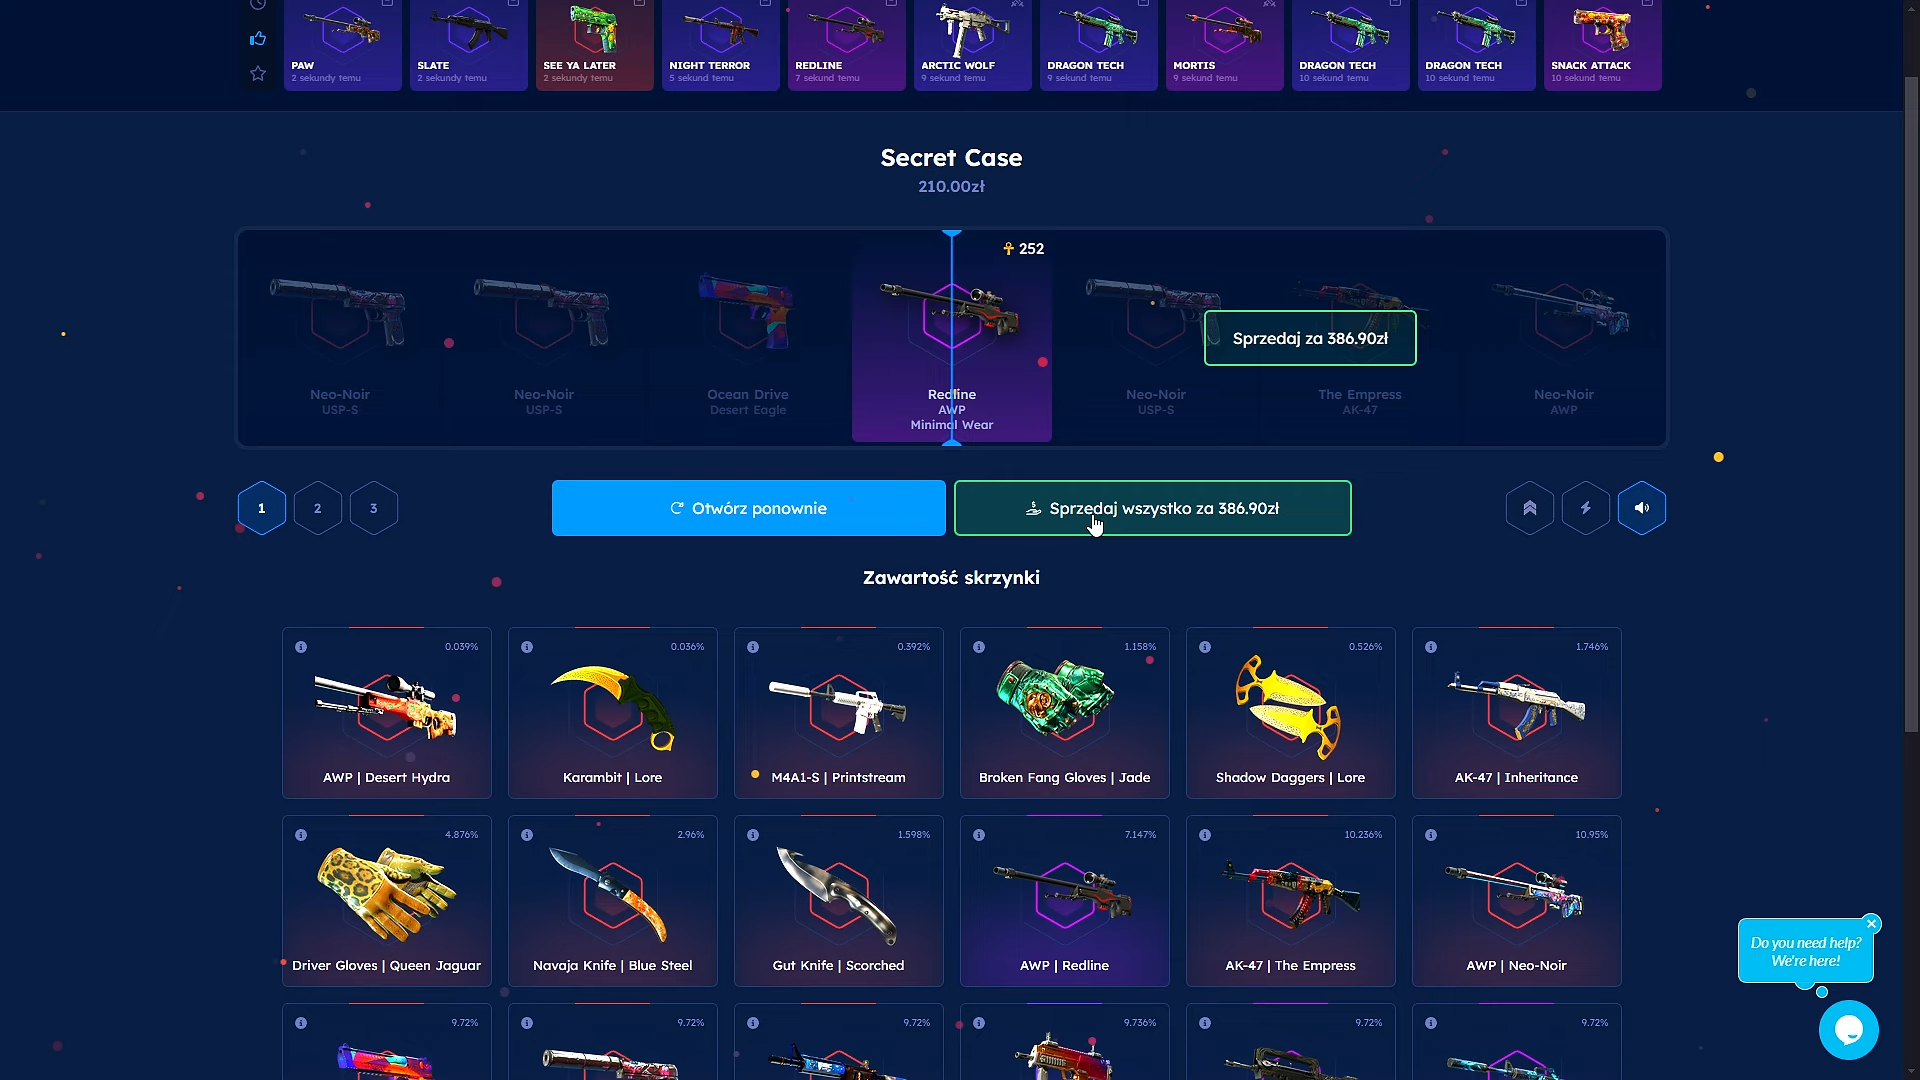 PAW
2 sekund temu
SLATE
2 sekundy temu
SEE YA LATER
2 sekundy temu
NIGHT TERROR
5 sekund temu
REDLINE
7 sekund temu
ARCTIC WOLF
9 sekund temu
DRAGON TECH
9 sekund temu
MORTIS
9 sekund temu
DRAGON TECH
10 sekund temu
DRAGON TECH
10 sekund temu
SNACK ATTACK
10 sekund temu
Secret Case
210.00zł
252
Neo-Noir
USP-S
Neo-Noir
USP-S
Ocean Drive
Desert Eagle
Redline
AWP
Minimal Wear
Neo-Noir
USP-S
Sprzedaj za 386.90zł
The Empress
AK-47
Neo-Noir
AWP
1
2
3
Otwórz ponownie
Sprzedaj wszystko za 386.90zł
Zawartość skrzynki
0.039%
AWP | Desert Hydra
0.036%
Karambit | Lore
0.392%
M4A1-S | Printstream
1.158%
Broken Fang Gloves | Jade
0.526%
Shadow Daggers | Lore
1.746%
AK-47 | Inheritance
4.876%
Driver Gloves | Queen Jaguar
2.96%
Navaja Knife | Blue Steel
1.598%
Gut Knife | Scorched
7.147%
AWP | Redline
10.236%
AK-47 | The Empress
10.95%
AWP | Neo-Noir
9.72%
9.72%
9.72%
9.736%
9.72%
9.72%
Do you need help?
We're here!